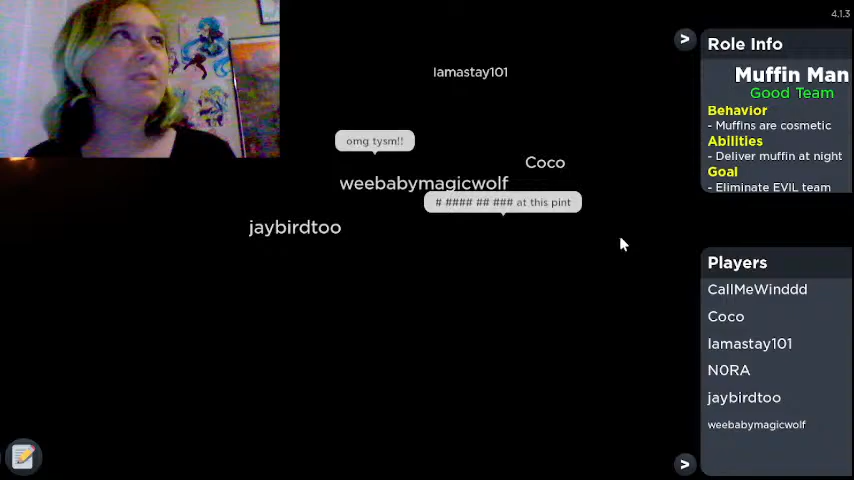 4.1.3
Iamastay101
omg tysm!!
Coco
weebabymagicwolf
# #### ## ### at this pint
jaybirdtoo
>
Role Info
Muffin Man
Good Team
Behavior
- Muffins are cosmetic
Abilities
- Deliver muffin at night
Goal
- Eliminate EVIL team
Players
CallMeWinddd
Coco
Iamastay101
N0RA
jaybirdtoo
weebabymagicwolf
>